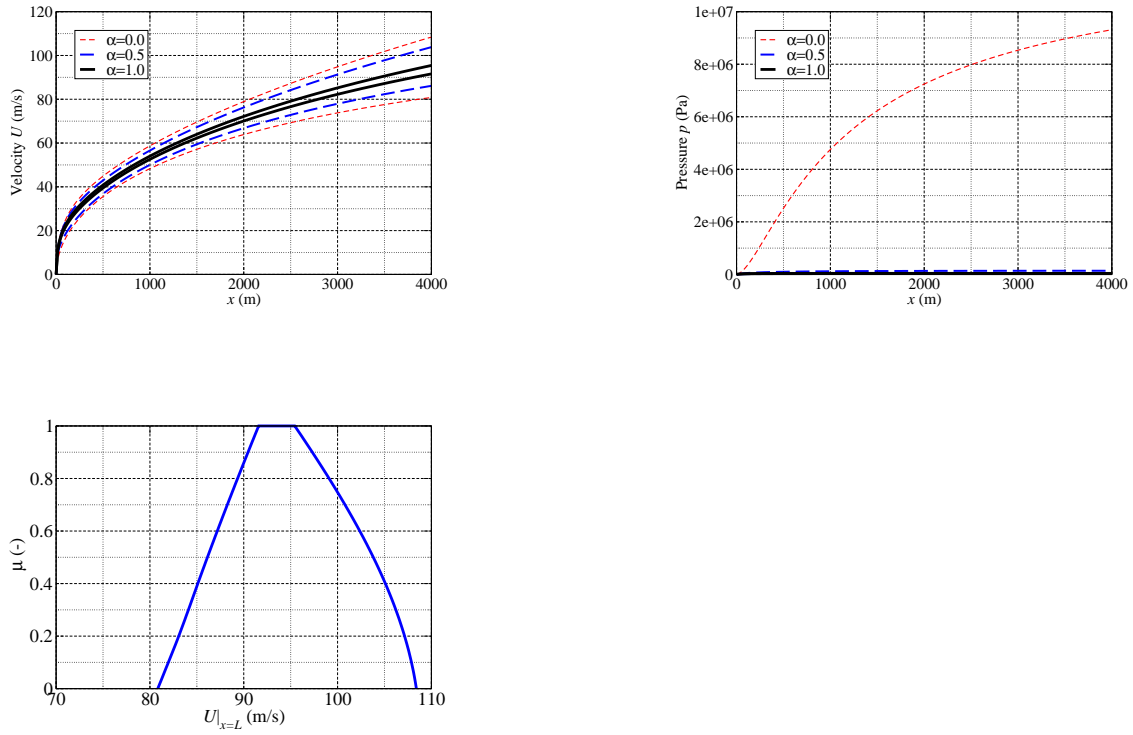 120
100
80
60
40
20
0
Velocity U (m/s)
α=0.0
α=0.5
α=1.0
0 1000 2000 3000 4000
x (m)
1e+07
8e+06
6e+06
4e+06
2e+06
0
Pressure p (Pa)
α=0.0
α=0.5
α=1.0
0 1000 2000 3000 4000
x (m)
1
0.8
0.6
0.4
0.2
0
μ (-)
70 80 90 100 110
U|x=L (m/s)